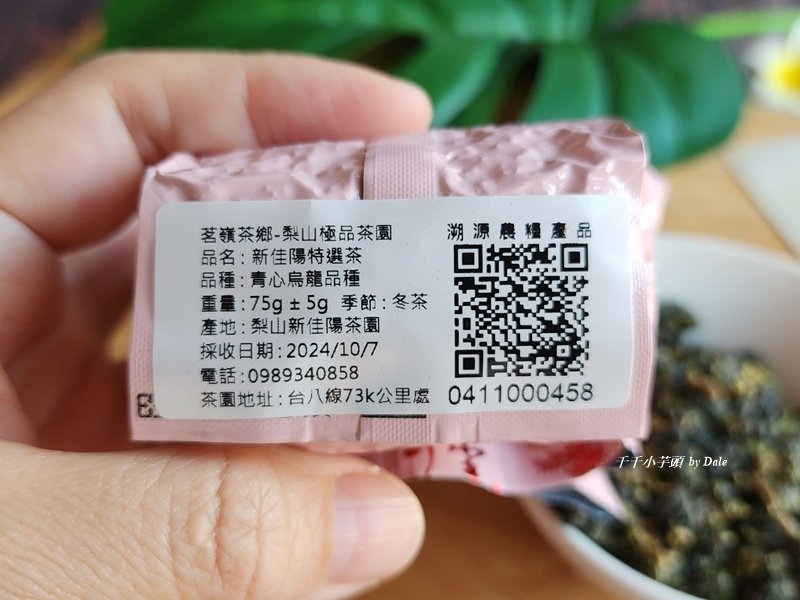 茗嶺茶鄉-梨山極品茶園
品名：新佳陽特選茶
品種：青心烏龍品種
重量：75g ± 5g 季節：冬茶
產地：梨山新佳陽茶園
採收日期：2024/10/7
電話：0989340858
茶園地址：台八線73k公里處
溯源農糧產品
0411000458
千千小芋頭 by Dale